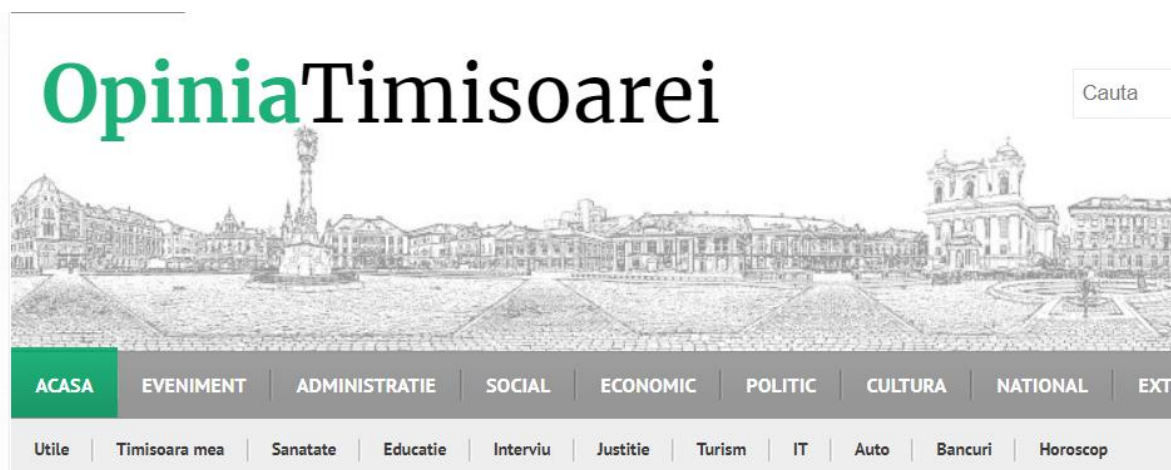 OpiniaTimisoarei
Cauta
ACASA EVENIMENT ADMINISTRATIE SOCIAL ECONOMIC POLITIC CULTURA NATIONAL EXT
Utile Timisoara mea Sanatate Educatie Interviu Justitie Turism IT Auto Bancuri Horoscop